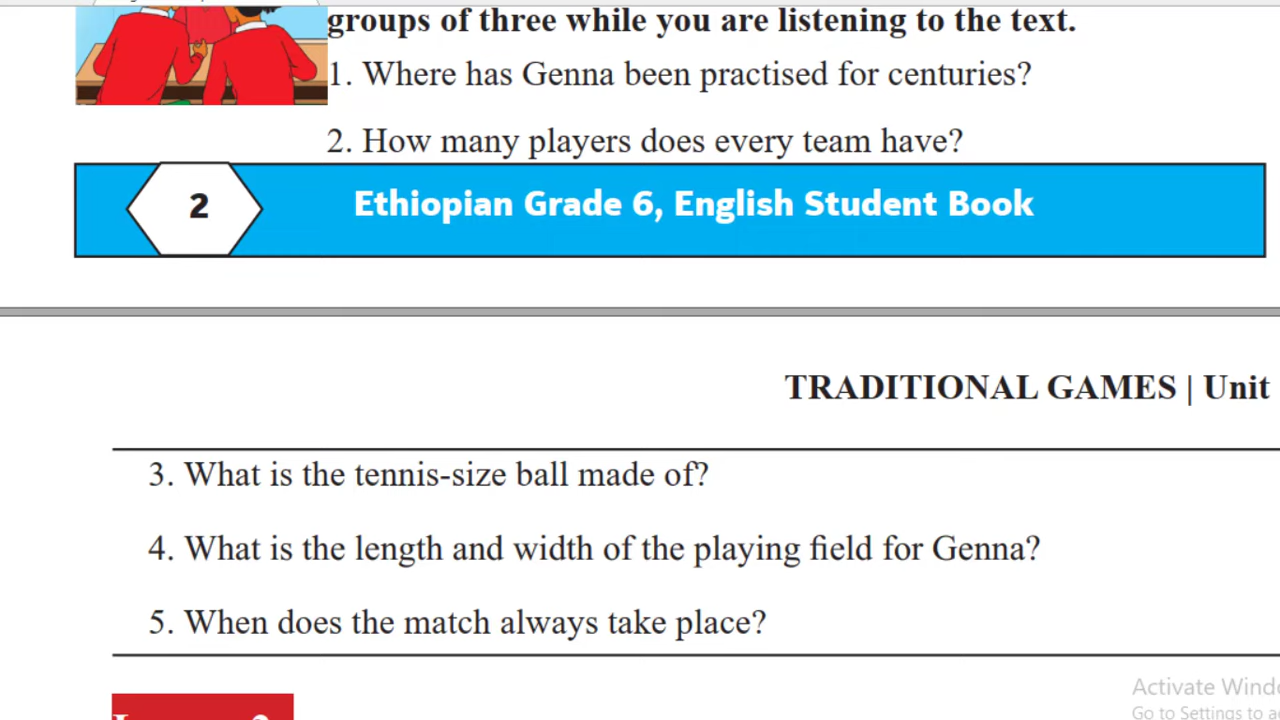 groups of three while you are listening to the text.
1. Where has Genna been practised for centuries?
2. How many players does every team have?
2
Ethiopian Grade 6, English Student Book
TRADITIONAL GAMES | Unit
3. What is the tennis-size ball made of?
4. What is the length and width of the playing field for Genna?
5. When does the match always take place?
Activate Windo
Go to Settings to a